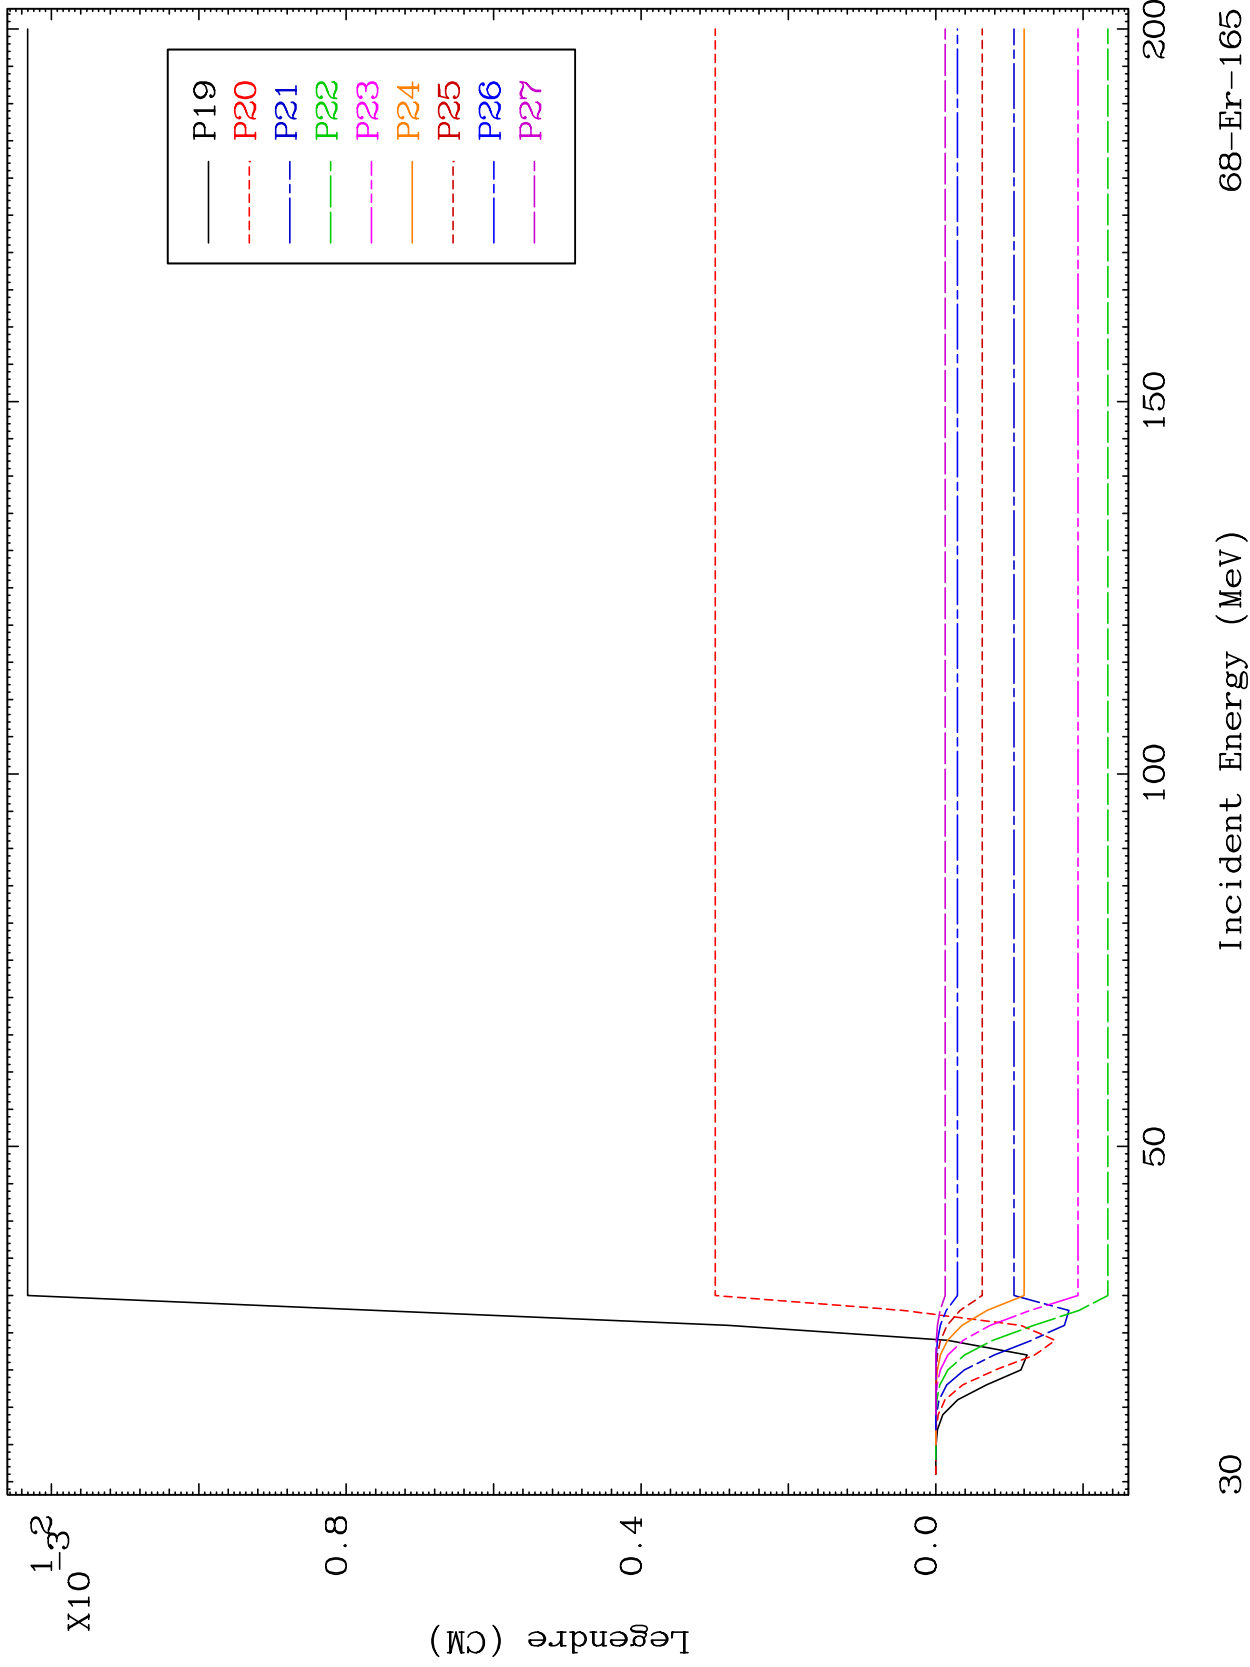 P19
P20
P21
P22
P23
P24
P25
P26
P27
X10
-3
1.2
0.8
0.4
0.0
Legendre (CM)
50
100
150
200
Incident Energy (MeV)
30
68-Er-165